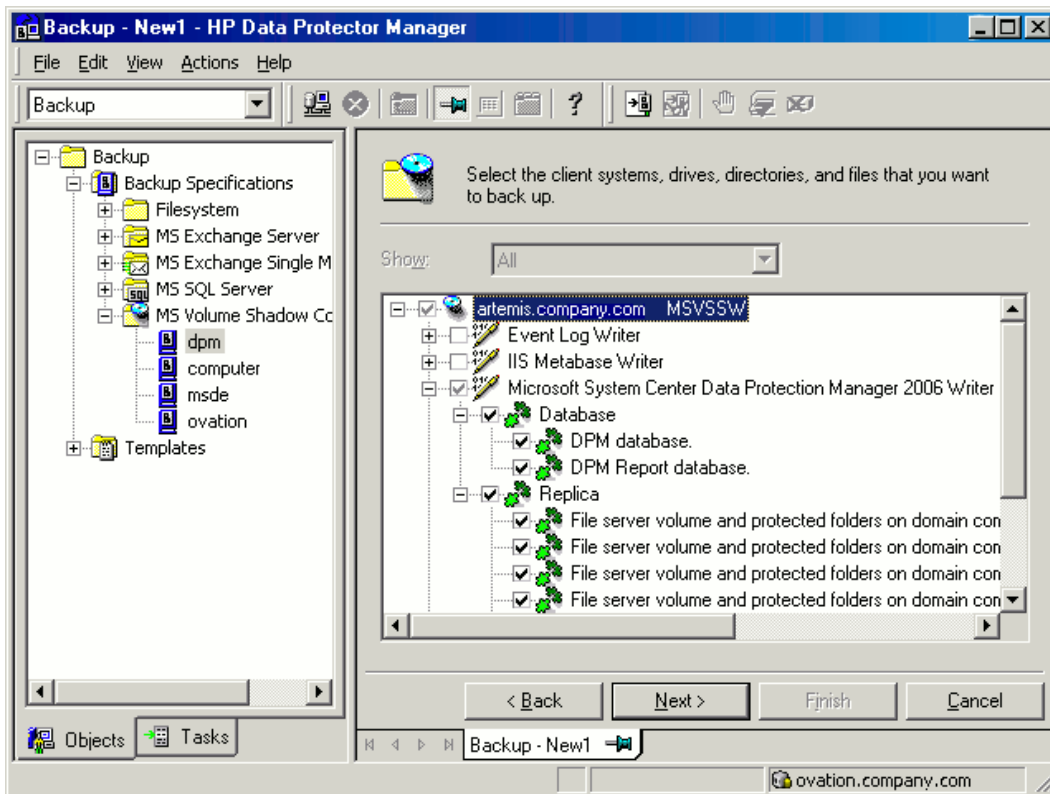 Backup - New1 - HP Data Protector Manager
File Edit View Actions Help
Backup
Backup
Backup Specifications
Filesystem
MS Exchange Server
MS Exchange Single M
MS SQL Server
MS Volume Shadow Co
dpm
computer
msde
ovation
Templates
Objects
Tasks
Select the client systems, drives, directories, and files that you want
to back up.
Show:
All
artemis.company.com MSVSSW
Event Log Writer
IIS Metabase Writer
Microsoft System Center Data Protection Manager 2006 Writer
Database
DPM database.
DPM Report database.
Replica
File server volume and protected folders on domain con
File server volume and protected folders on domain con
File server volume and protected folders on domain con
File server volume and protected folders on domain con
< Back
Next >
Finish
Cancel
Backup - New1
ovation.company.com